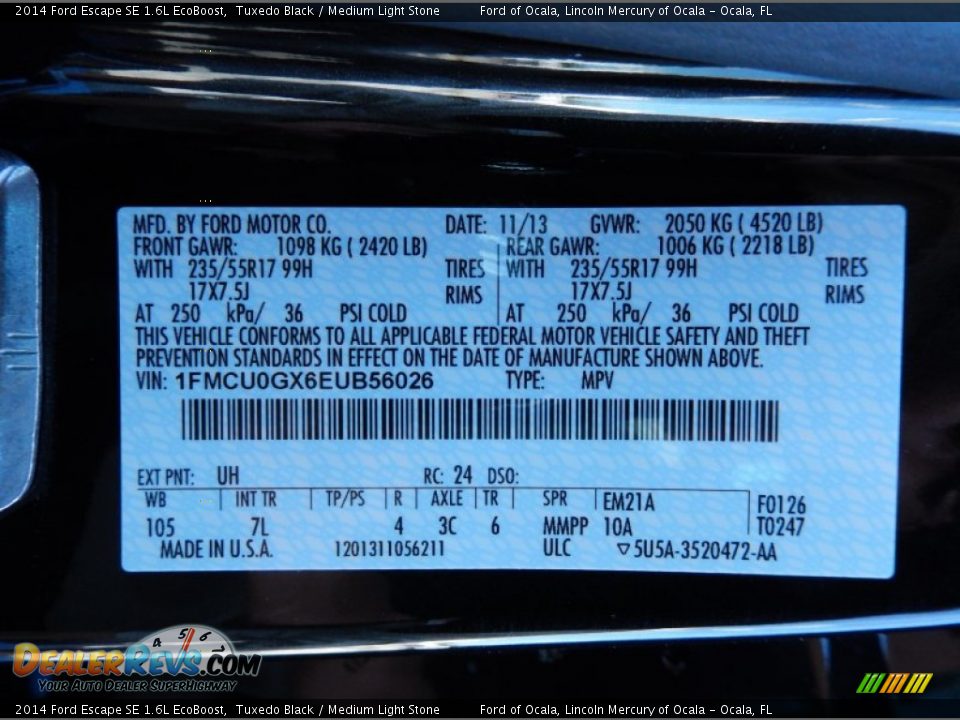 2014 Ford Escape SE 1.6L EcoBoost, Tuxedo Black / Medium Light Stone Ford of Ocala, Lincoln Mercury of Ocala - Ocala, FL
MFD. BY FORD MOTOR CO. DATE: 11/13 GVWR: 2050 KG ( 4520 LB)
FRONT GAWR: 1098 KG ( 2420 LB) REAR GAWR: 1006 KG ( 2218 LB)
WITH 235/55R17 99H TIRES WITH 235/55R17 99H TIRES
17X7.5J RIMS 17X7.5J RIMS
AT 250 kPa/ 36 PSI COLD AT 250 kPa/ 36 PSI COLD
THIS VEHICLE CONFORMS TO ALL APPLICABLE FEDERAL MOTOR VEHICLE SAFETY AND THEFT
PREVENTION STANDARDS IN EFFECT ON THE DATE OF MANUFACTURE SHOWN ABOVE.
VIN: 1FMCU0GX6EUB56026 TYPE: MPV
EXT PNT: UH RC: 24 DSO:
WB INT TR TP/PS R AXLE TR SPR EM21A F0126
105 7L 4 3C 6 MMPP 10A T0247
MADE IN U.S.A. 1201311056211 ULC ▽5U5A-3520472-AA
4 5 6
DealerRevs.com
Your Auto Dealer SuperHighway
2014 Ford Escape SE 1.6L EcoBoost, Tuxedo Black / Medium Light Stone Ford of Ocala, Lincoln Mercury of Ocala - Ocala, FL